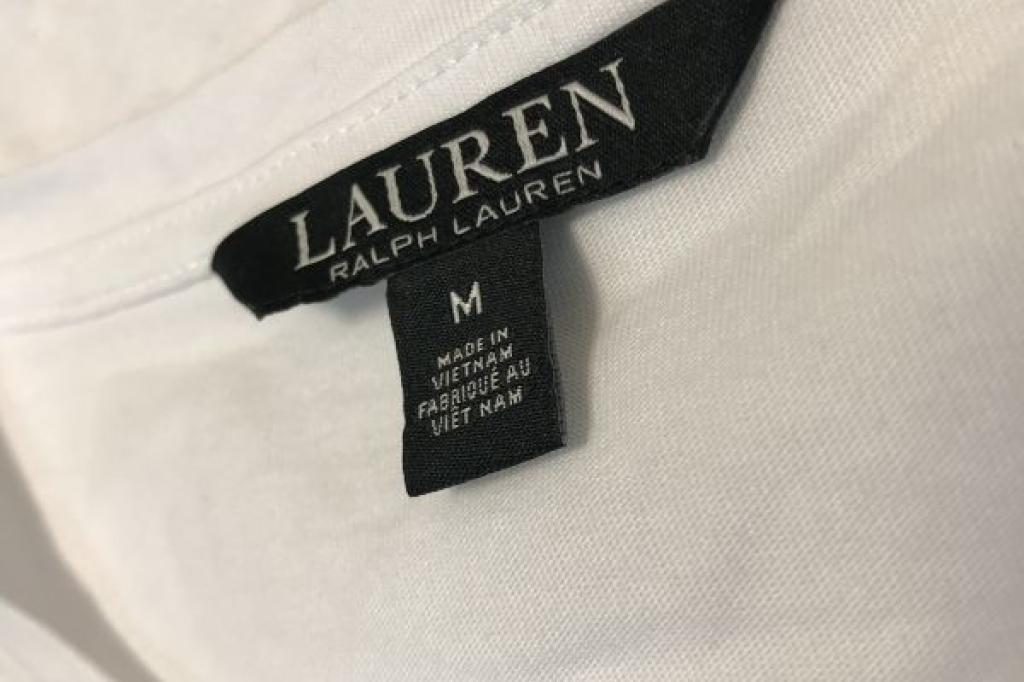 LAUREN
RALPH LAUREN
M
MADE IN
VIETNAM
FABRIQUÉ AU
VIÊT NAM